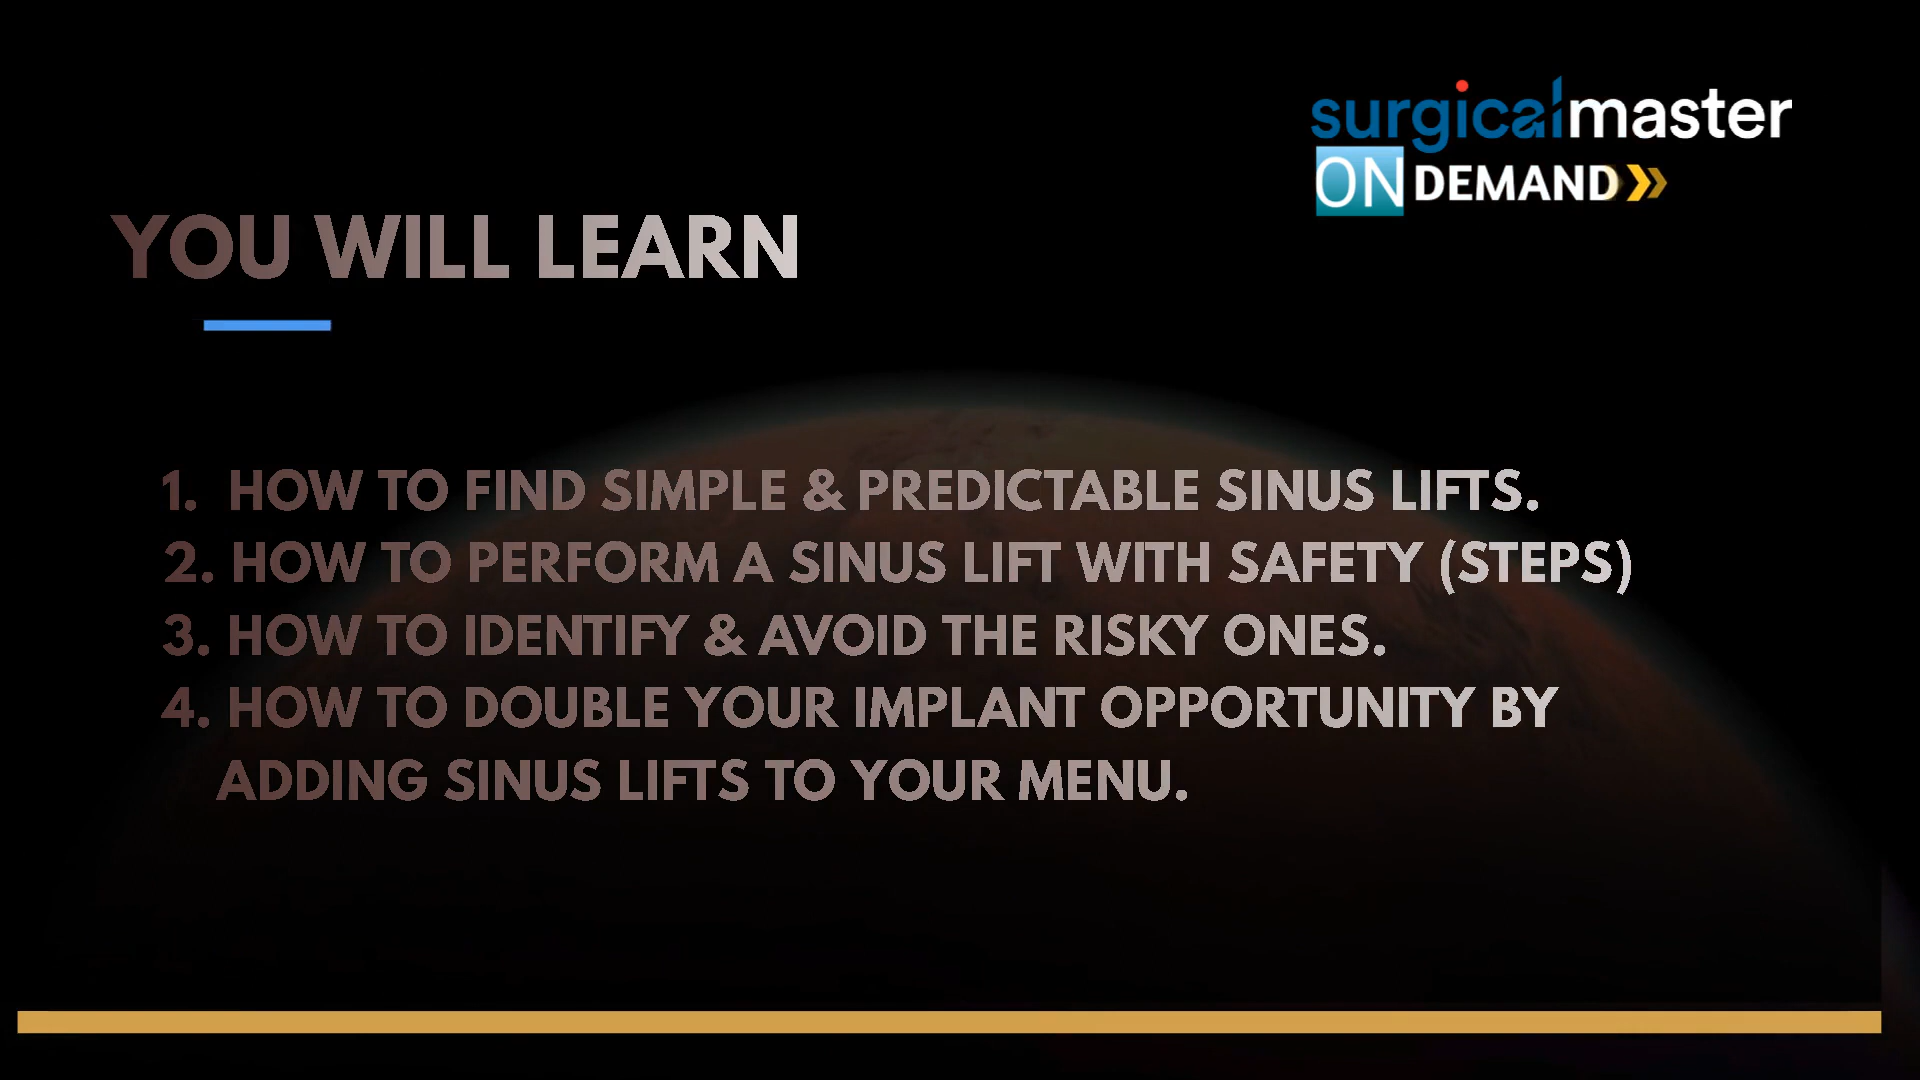 surgicalmaster
ON DEMAND
YOU WILL LEARN
1. HOW TO FIND SIMPLE & PREDICTABLE SINUS LIFTS.
2. HOW TO PERFORM A SINUS LIFT WITH SAFETY (STEPS)
3. HOW TO IDENTIFY & AVOID THE RISKY ONES.
4. HOW TO DOUBLE YOUR IMPLANT OPPORTUNITY BY
ADDING SINUS LIFTS TO YOUR MENU.